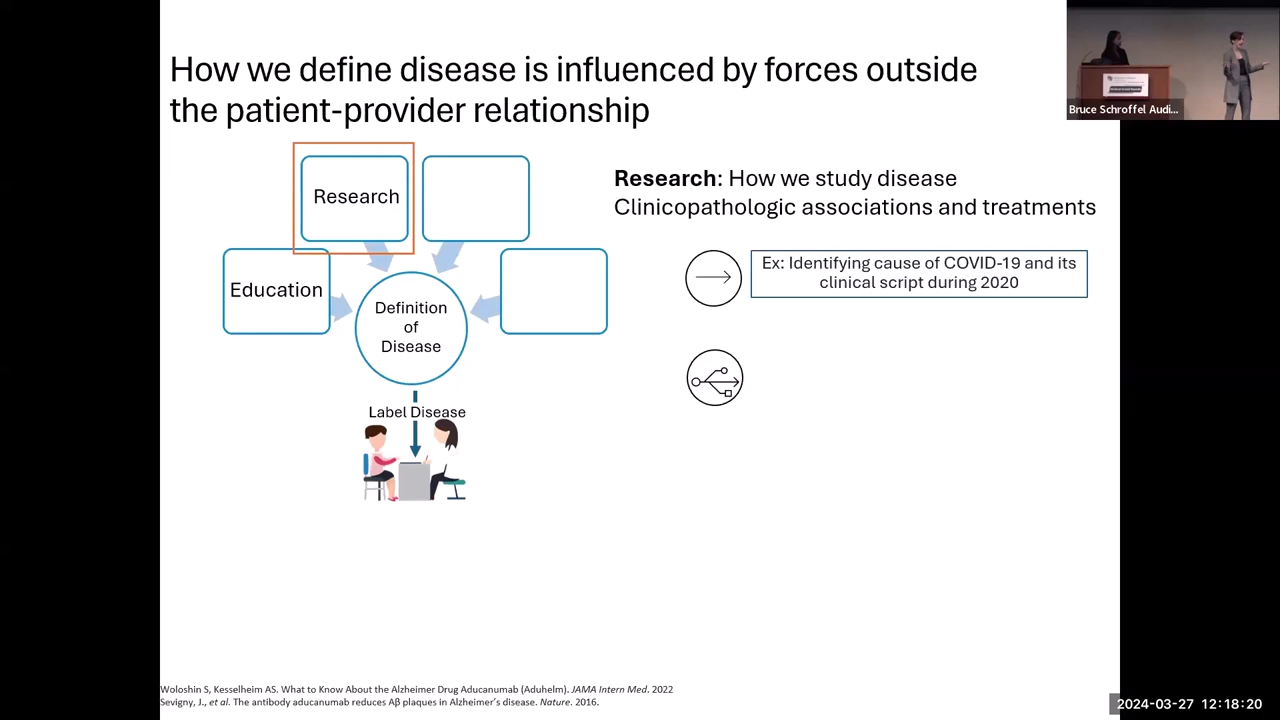 How we define disease is influenced by forces outside
the patient-provider relationship
Bruce Schroffel Audi...
Research
Education
Definition
of
Disease
Label Disease
Research: How we study disease
Clinicopathologic associations and treatments
Ex: Identifying cause of COVID-19 and its
clinical script during 2020
Woloshin S, Kesselheim AS. What to Know About the Alzheimer Drug Aducanumab (Aduhelm). JAMA Intern Med. 2022
Sevigny, J., et al. The antibody aducanumab reduces Aβ plaques in Alzheimer's disease. Nature. 2016.
2024-03-27 12:18:20